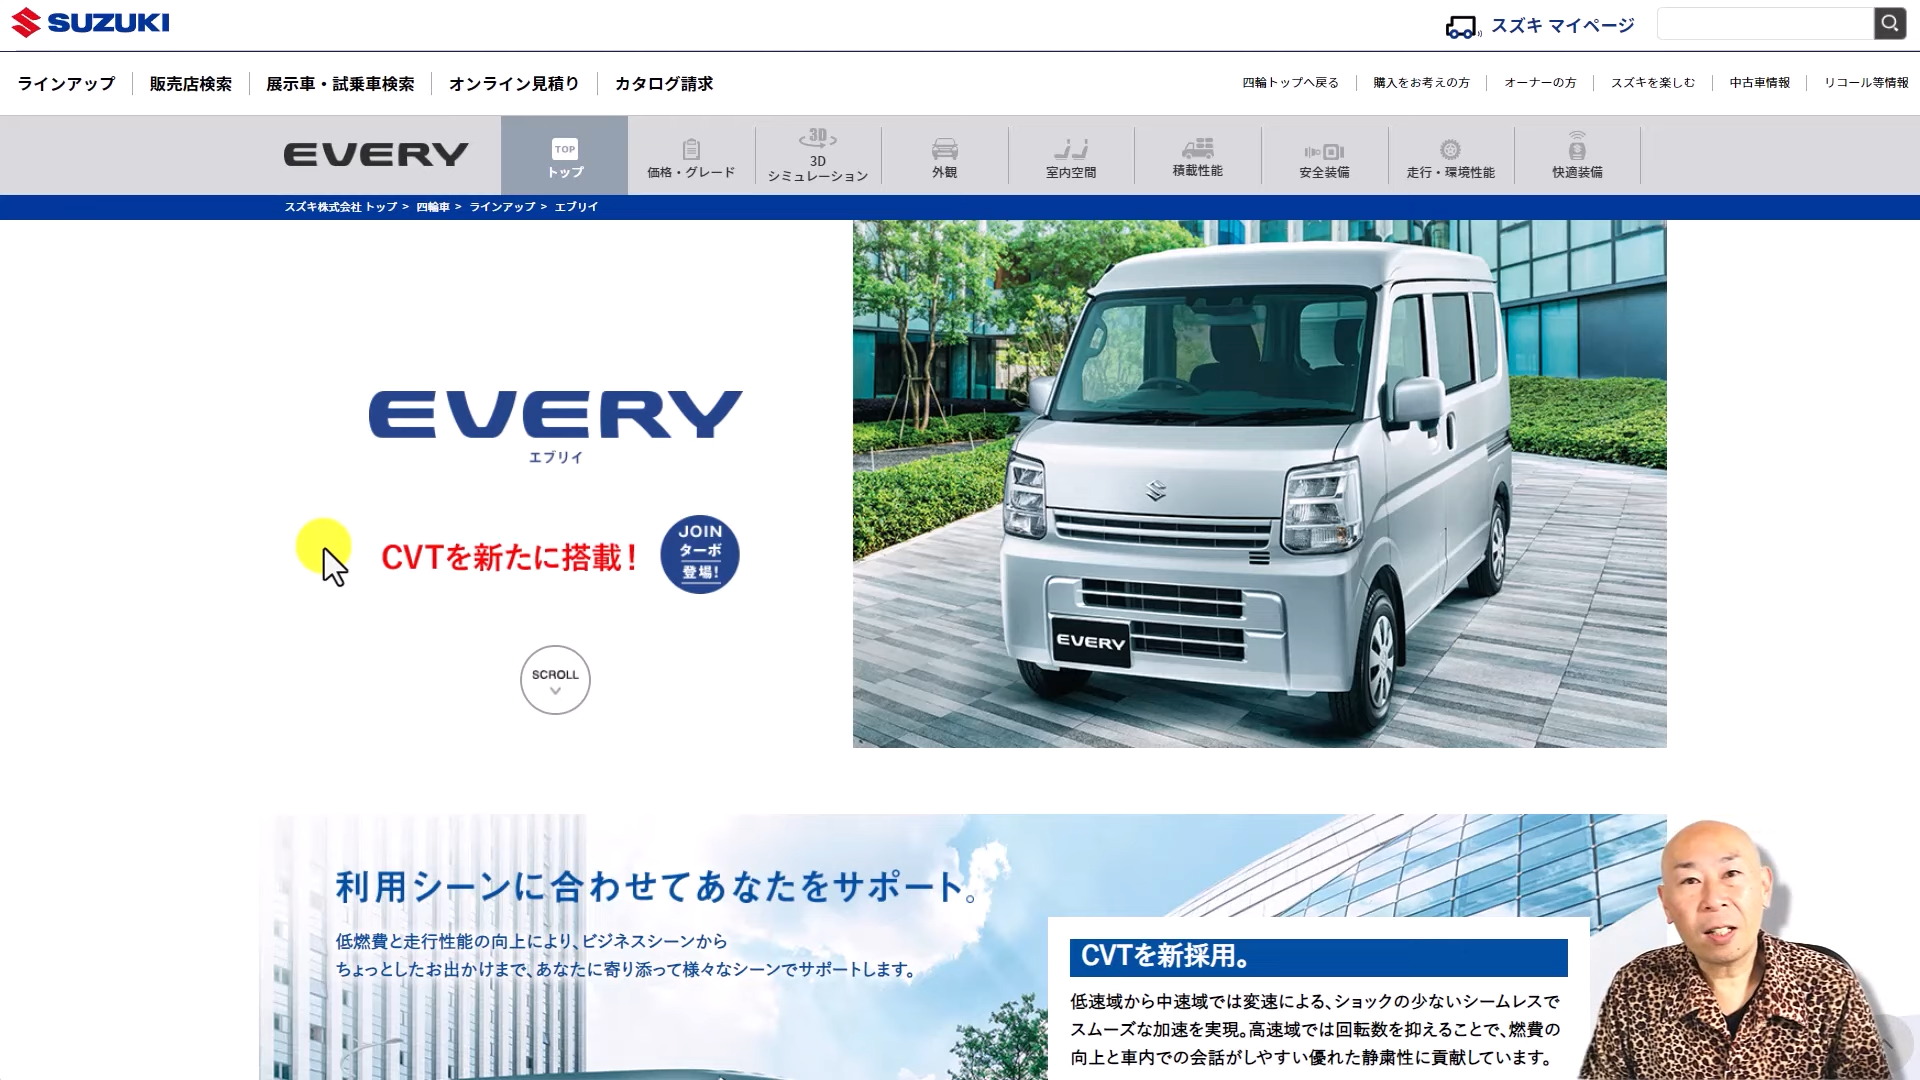 SUZUKI
スズキ マイページ
ラインアップ
販売店検索
展示車・試乗車検索
オンライン見積り
カタログ請求
四輪トップへ戻る
購入をお考えの方
オーナーの方
スズキを楽しむ
中古車情報
リコール等情報
EVERY
TOP
トップ
価格・グレード
3D
3D
シミュレーション
外観
室内空間
積載性能
安全装備
走行・環境性能
快適装備
スズキ株式会社 トップ > 四輪車 > ラインアップ > エブリイ
EVERY
エブリイ
CVTを新たに搭載!
JOIN
ターボ
登場!
SCROLL
EVERY
利用シーンに合わせてあなたをサポート。
低燃費と走行性能の向上により、ビジネスシーンから
ちょっとしたお出かけまで、あなたに寄り添って様々なシーンでサポートします。
CVTを新採用。
低速域から中速域では変速による、ショックの少ないシームレスで
スムーズな加速を実現。高速域では回転数を抑えることで、燃費の
向上と車内での会話がしやすい優れた静粛性に貢献しています。